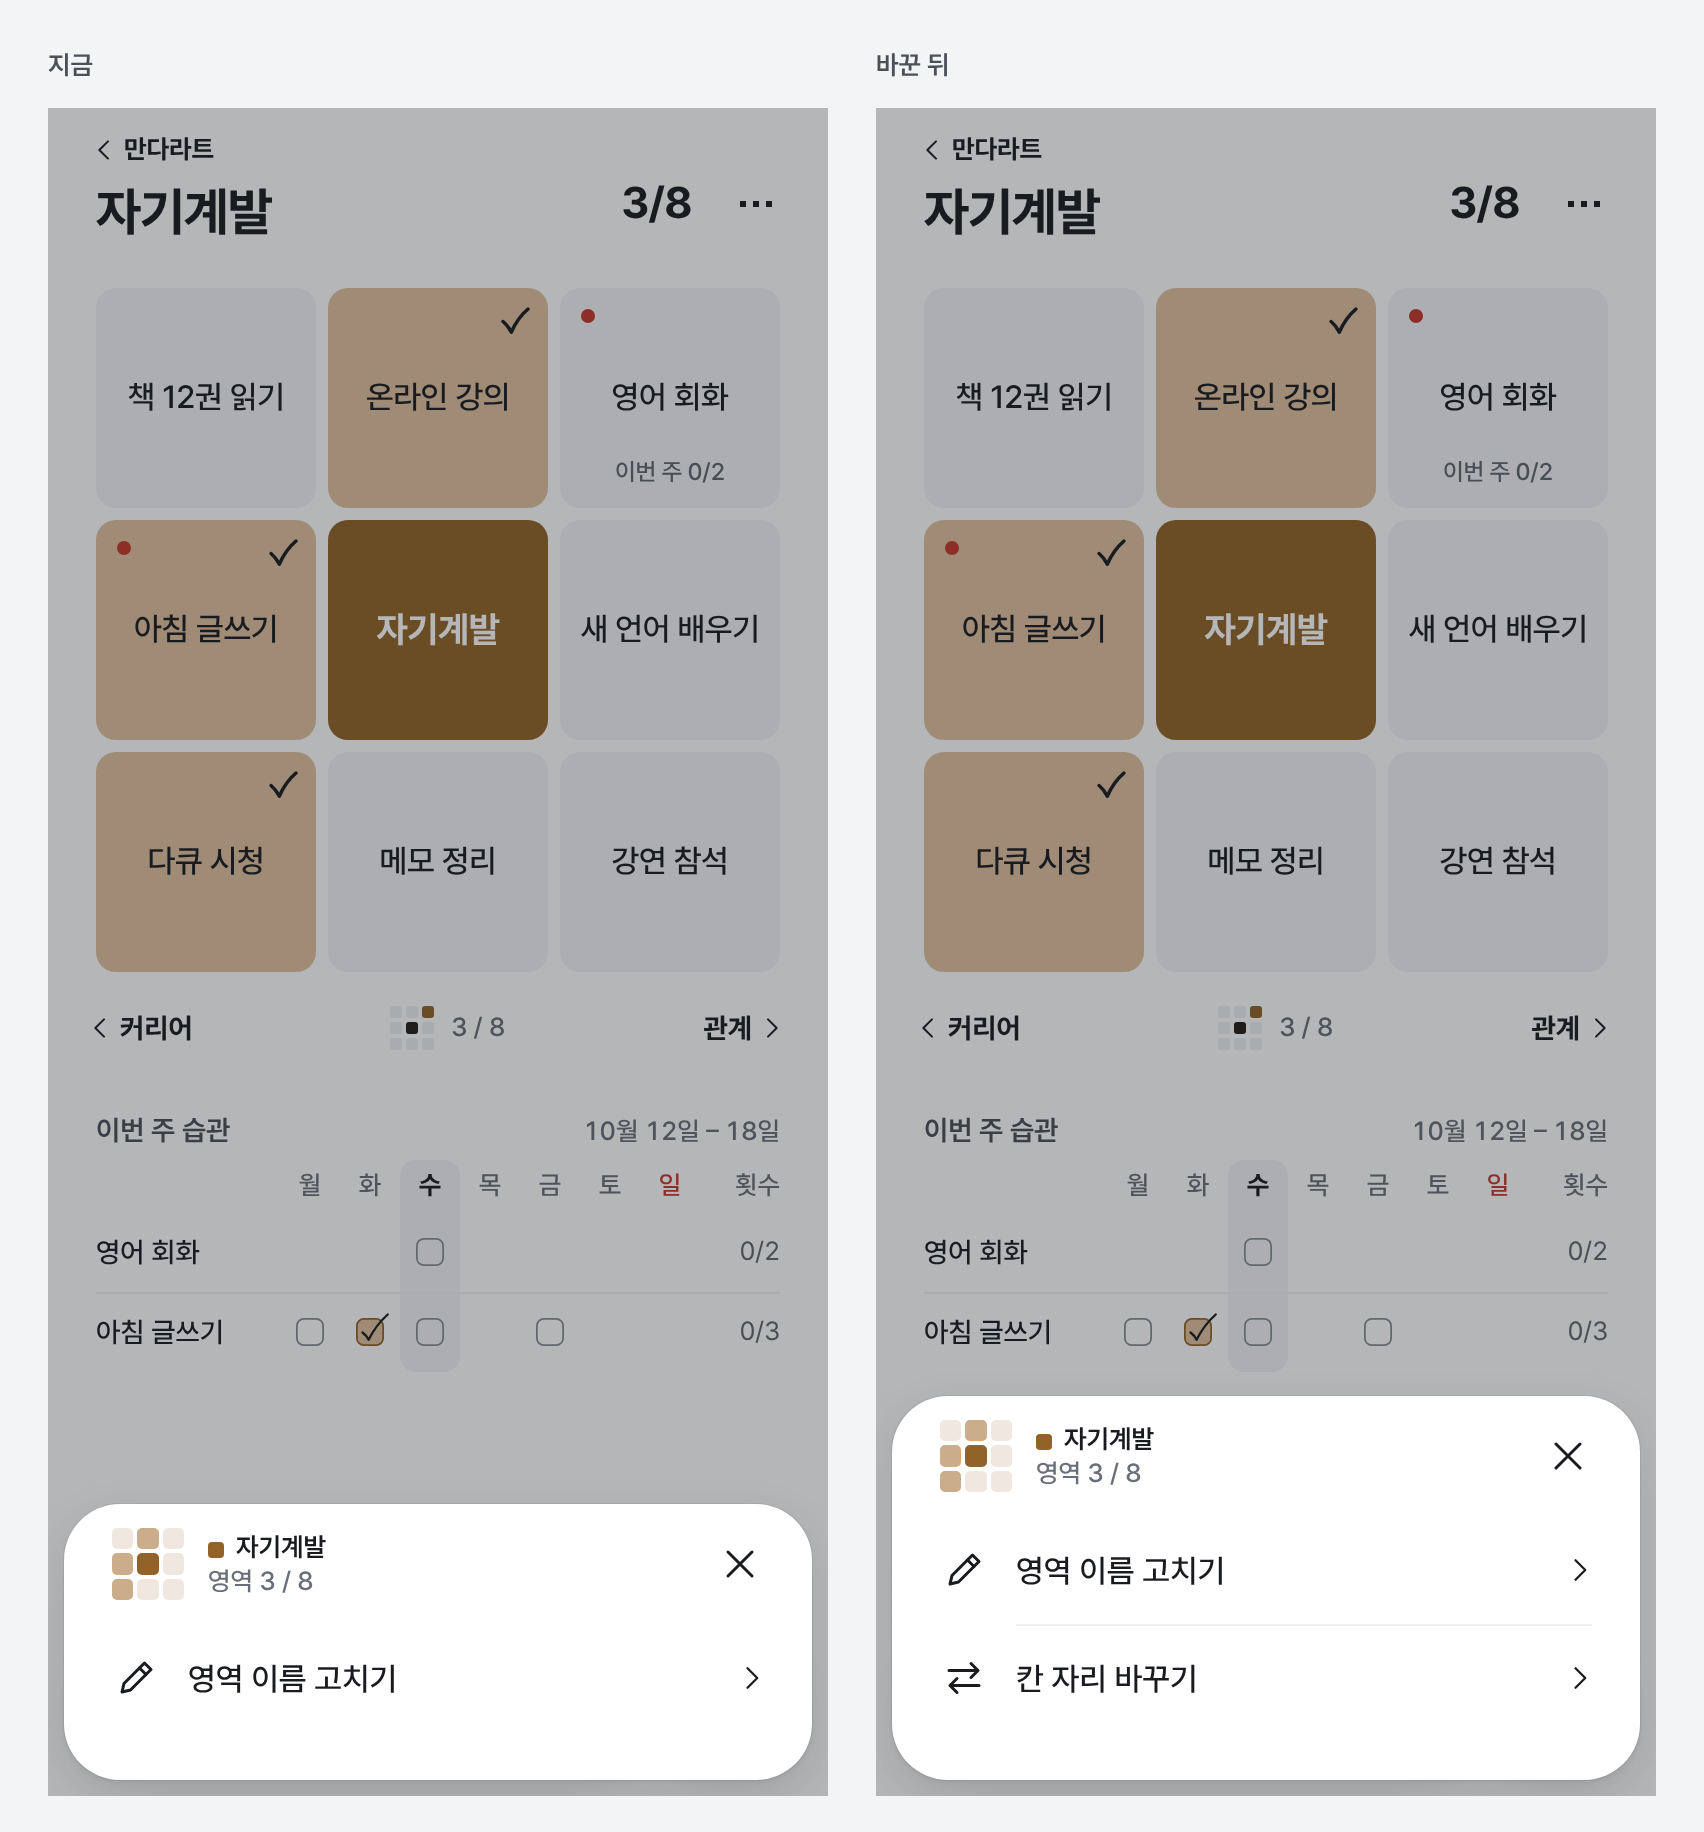 지금
만다라트
자기계발
3/8
책 12권 읽기
온라인 강의
영어 회화
이번 주 0/2
아침 글쓰기
자기계발
새 언어 배우기
다큐 시청
메모 정리
강연 참석
커리어
3 / 8
관계
이번 주 습관
10월 12일 – 18일
월 화 수 목 금 토 일 횟수
영어 회화 0/2
아침 글쓰기 0/3
자기계발
영역 3 / 8
영역 이름 고치기
바꾼 뒤
만다라트
자기계발
3/8
책 12권 읽기
온라인 강의
영어 회화
이번 주 0/2
아침 글쓰기
자기계발
새 언어 배우기
다큐 시청
메모 정리
강연 참석
커리어
3 / 8
관계
이번 주 습관
10월 12일 – 18일
월 화 수 목 금 토 일 횟수
영어 회화 0/2
아침 글쓰기 0/3
자기계발
영역 3 / 8
영역 이름 고치기
칸 자리 바꾸기